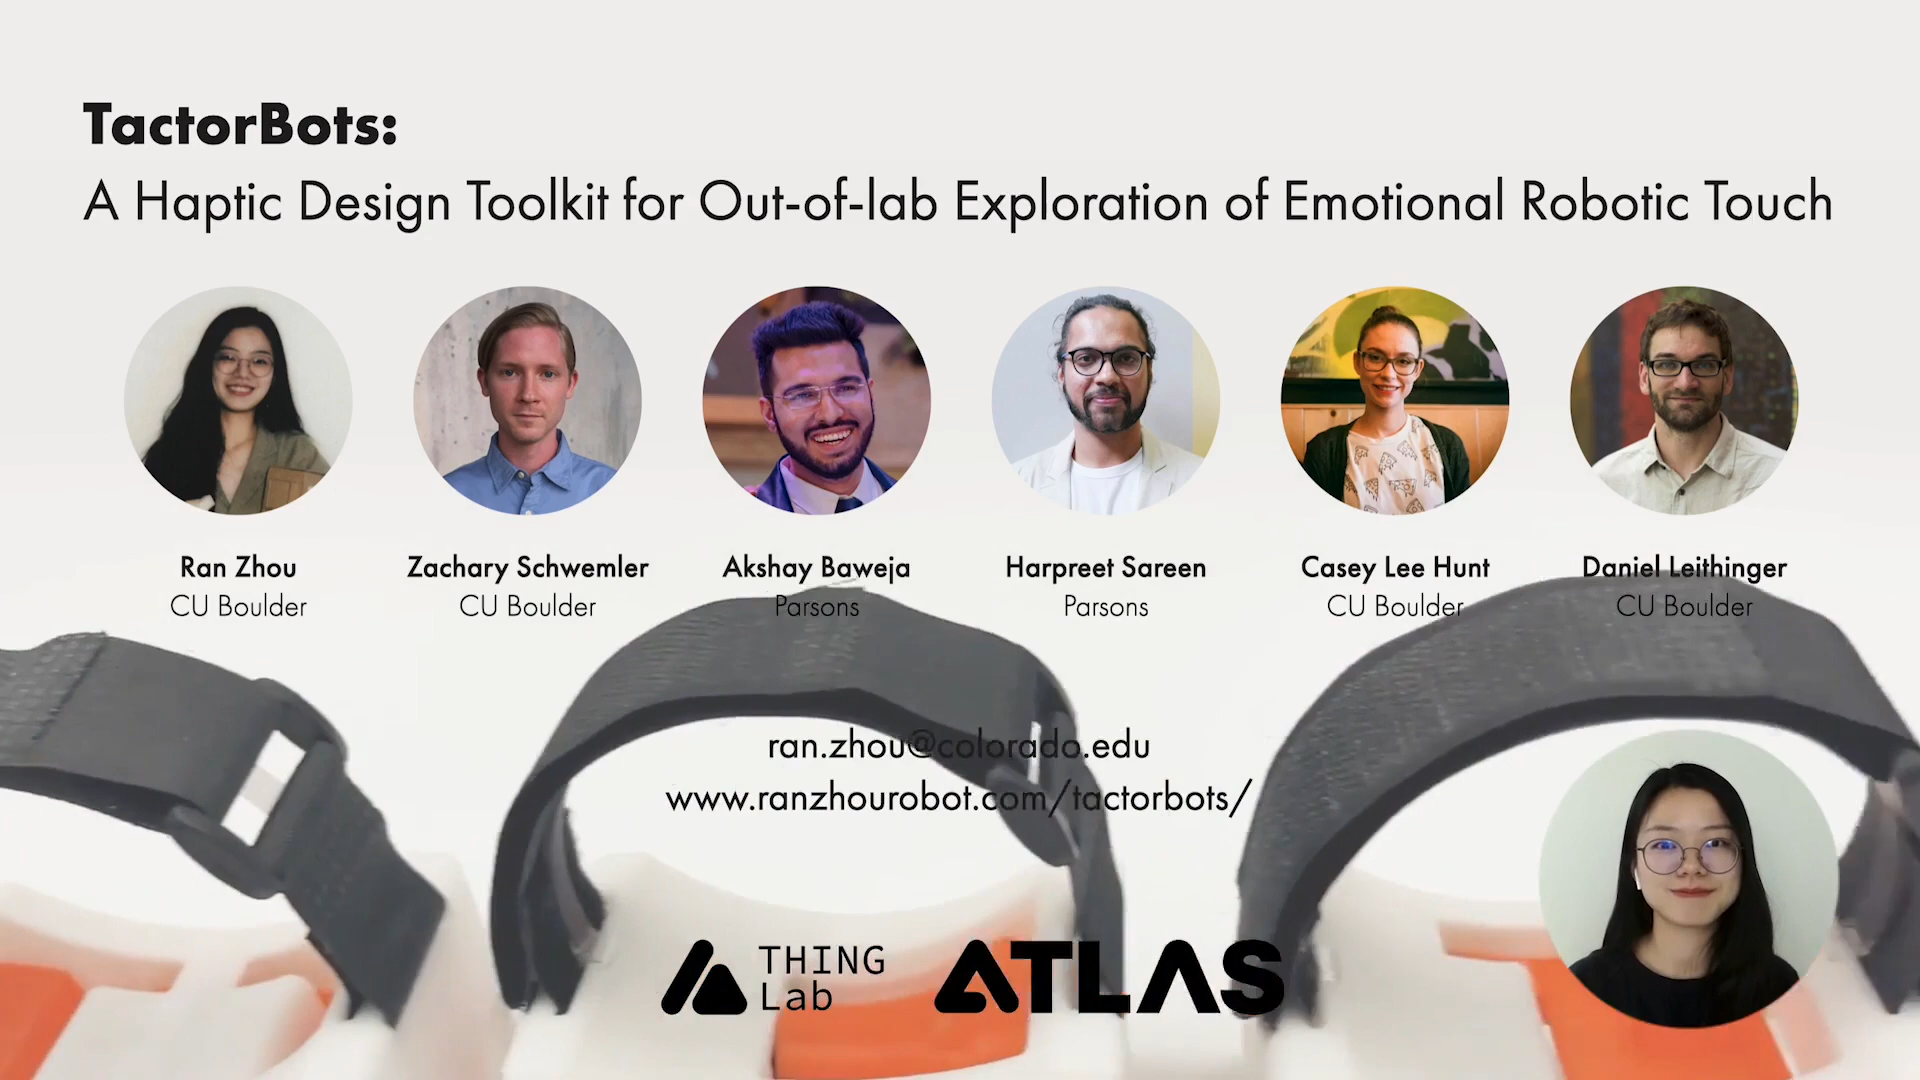 TactorBots:
A Haptic Design Toolkit for Out-of-lab Exploration of Emotional Robotic Touch
Ran Zhou
CU Boulder
Zachary Schwemler
CU Boulder
Akshay Baweja
Parsons
Harpreet Sareen
Parsons
Casey Lee Hunt
CU Boulder
Daniel Leithinger
CU Boulder
ran.zhou@colorado.edu
www.ranzhourobot.com/tactorbots/
THING
Lab
ATLAS